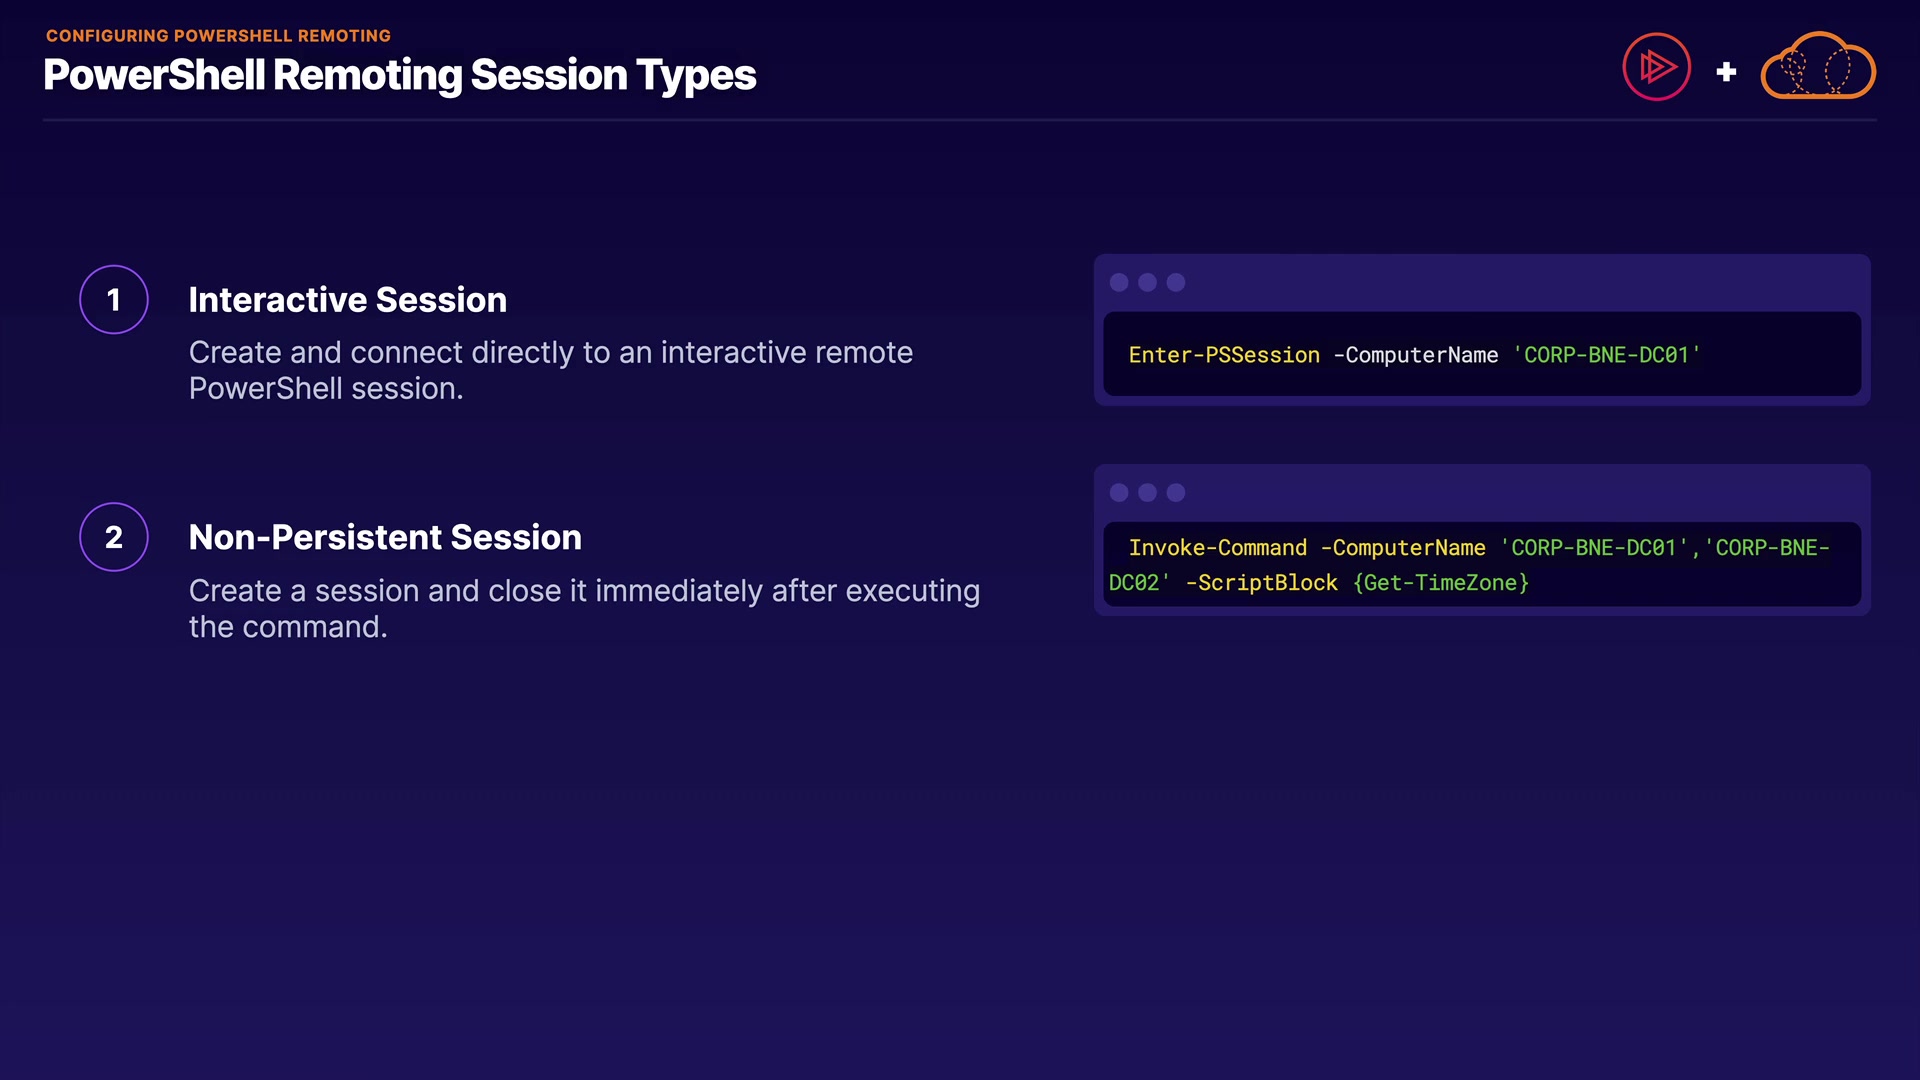 CONFIGURING POWERSHELL REMOTING
PowerShell Remoting Session Types
+
1
Interactive Session
Create and connect directly to an interactive remote
PowerShell session.
Enter-PSSession -ComputerName 'CORP-BNE-DC01'
2
Non-Persistent Session
Create a session and close it immediately after executing
the command.
Invoke-Command -ComputerName 'CORP-BNE-DC01','CORP-BNE-
DC02' -ScriptBlock {Get-TimeZone}